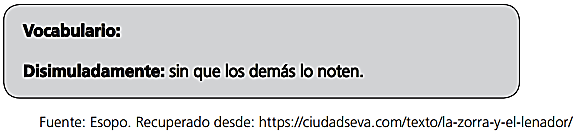 Vocabulario:
Disimuladamente: sin que los demás lo noten.
Fuente: Esopo. Recuperado desde: https://ciudadseva.com/texto/la-zorra-y-el-lenador/